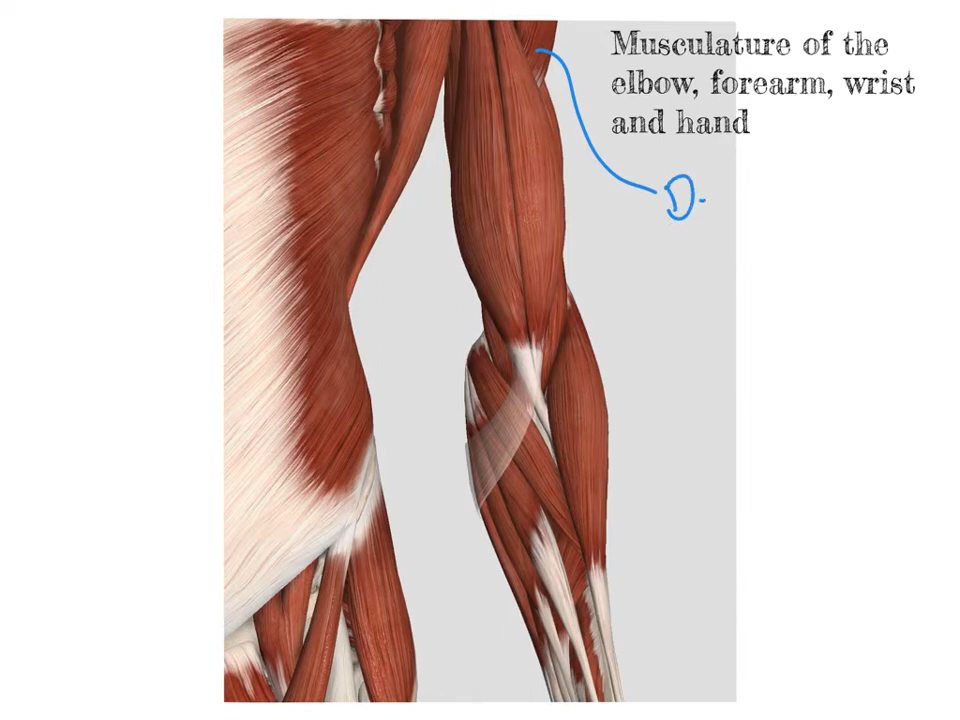 Musculature of the
elbow, forearm, wrist
and hand
D.